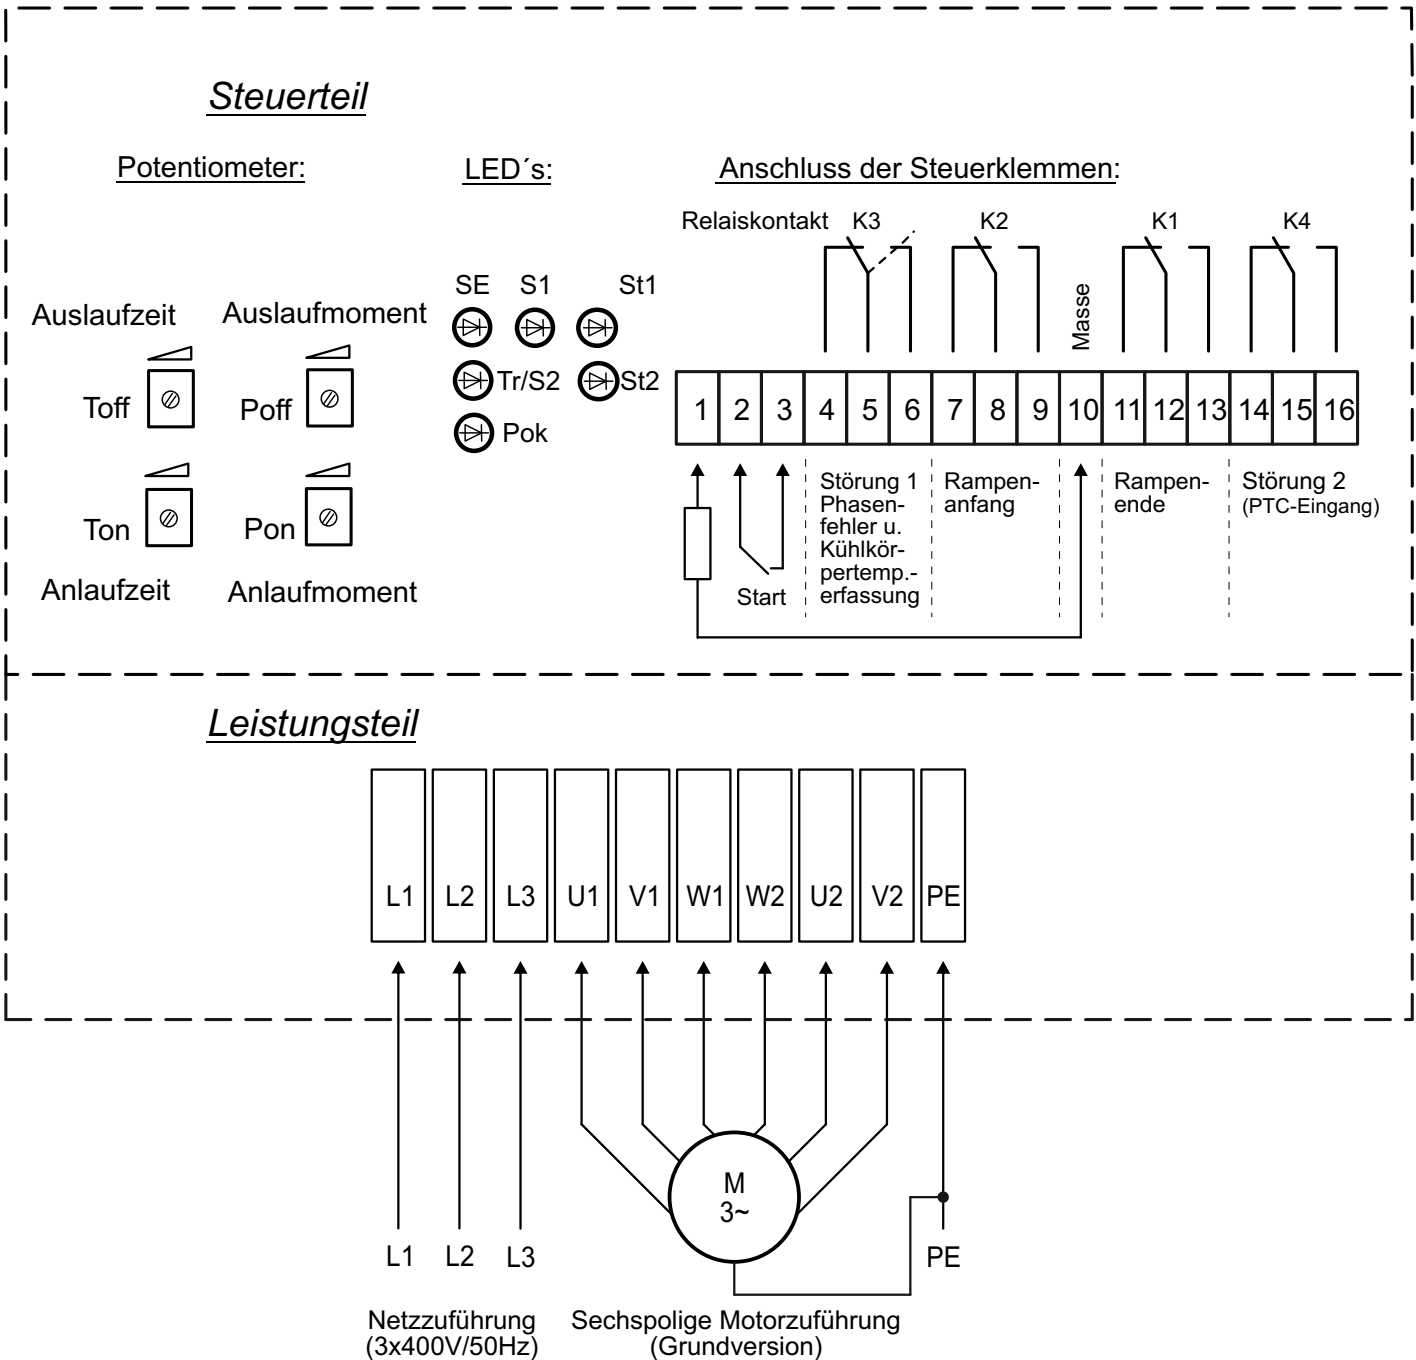 Steuerteil
Potentiometer:
LED´s:
Anschluss der Steuerklemmen:
Relaiskontakt K3 K2 K1 K4
Masse
SE S1 St1
Auslaufzeit Auslaufmoment
Tr/S2 St2
Toff Poff
Pok
1 2 3 4 5 6 7 8 9 10 11 12 13 14 15 16
Störung 1
Phasen-
fehler u.
Kühlkör-
pertemp.-
erfassung
Rampen-
anfang
Rampen-
ende
Störung 2
(PTC-Eingang)
Start
Ton Pon
Anlaufzeit Anlaufmoment
Leistungsteil
L1 L2 L3 U1 V1 W1 W2 U2 V2 PE
M
3~
L1 L2 L3 PE
Netzzuführung
(3x400V/50Hz)
Sechspolige Motorzuführung
(Grundversion)